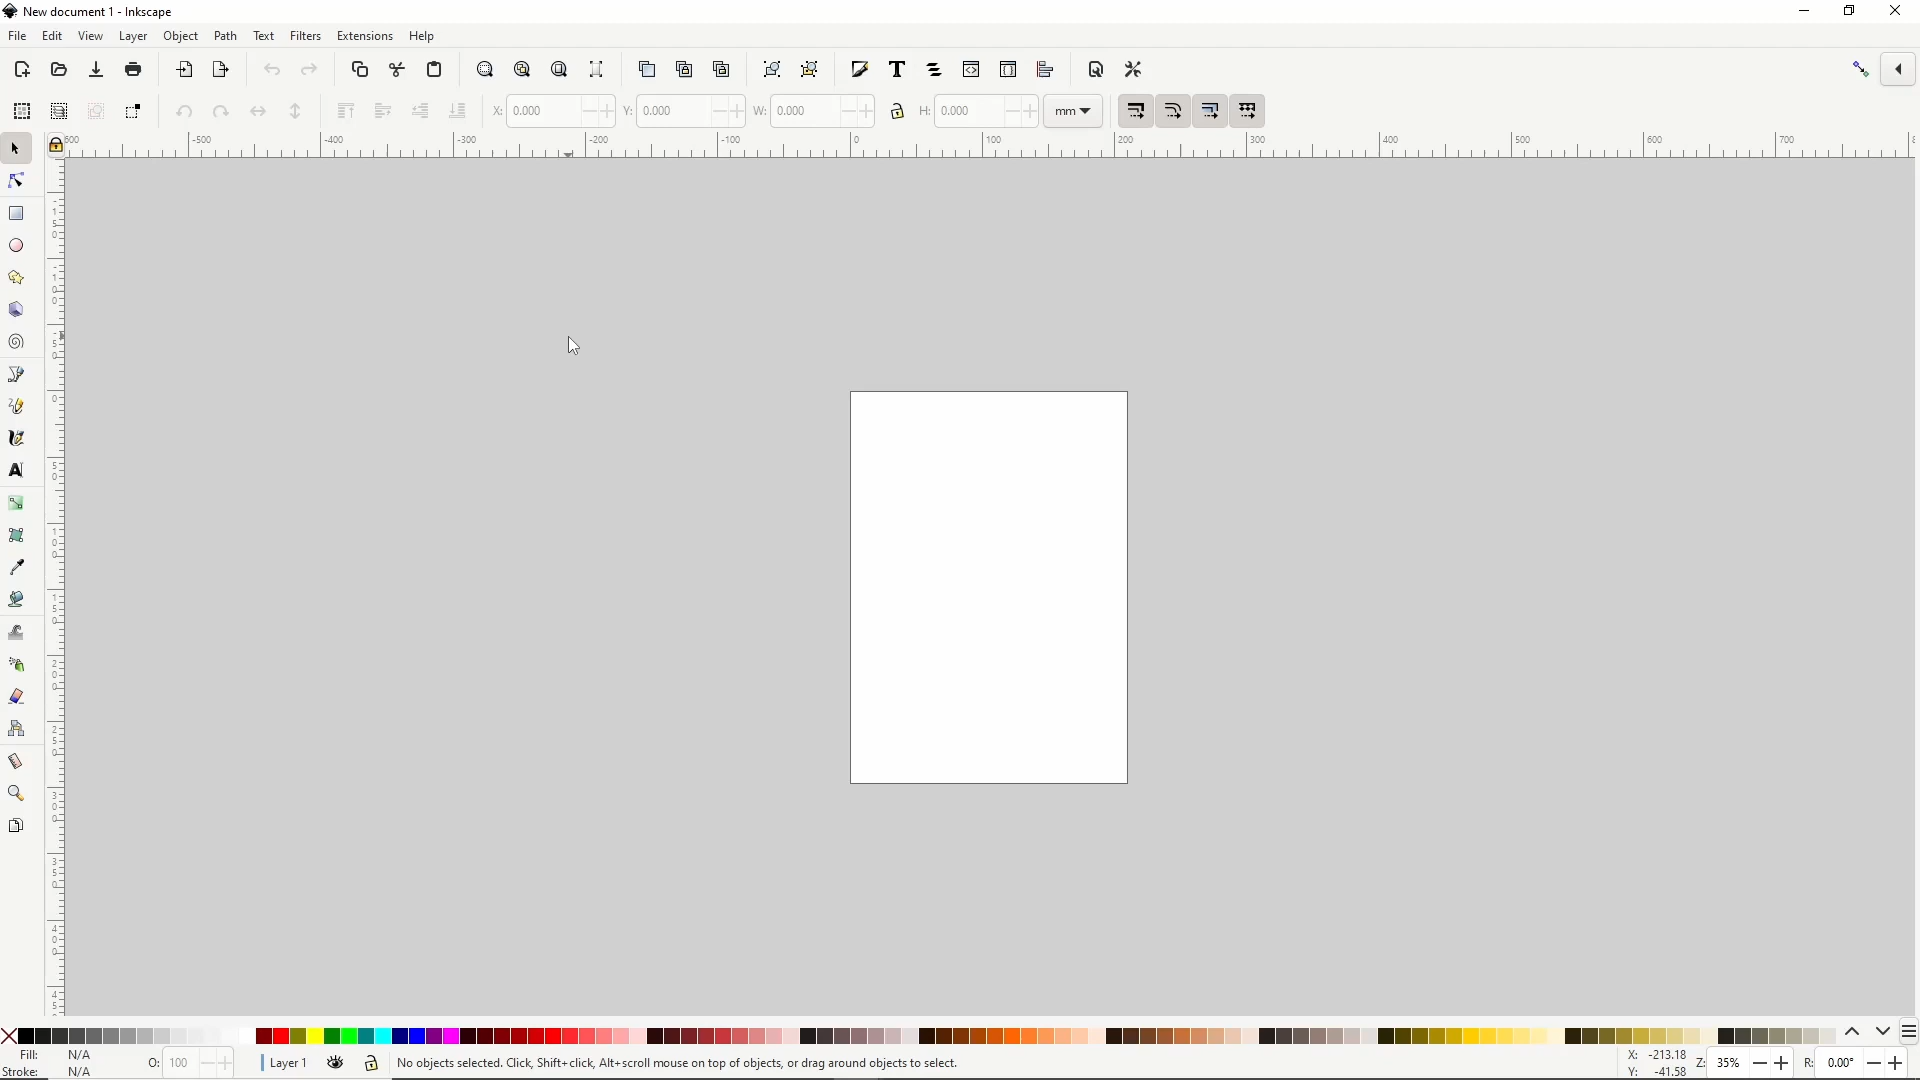 New document 1 - Inkscape
File Edit View Layer Object Path Text Filters Extensions Help
X: 0.000 Y: 0.000 W: 0.000 H: 0.000 mm
-500 -400 -300 -200 -100 0 100 200 300 400 500 600 700
Fill: N/A
Stroke: N/A
O: 100
Layer 1
No objects selected. Click, Shift+click, Alt+scroll mouse on top of objects, or drag around objects to select.
X: -213.18
Y: -41.58
Z: 35%
R: 0.00°